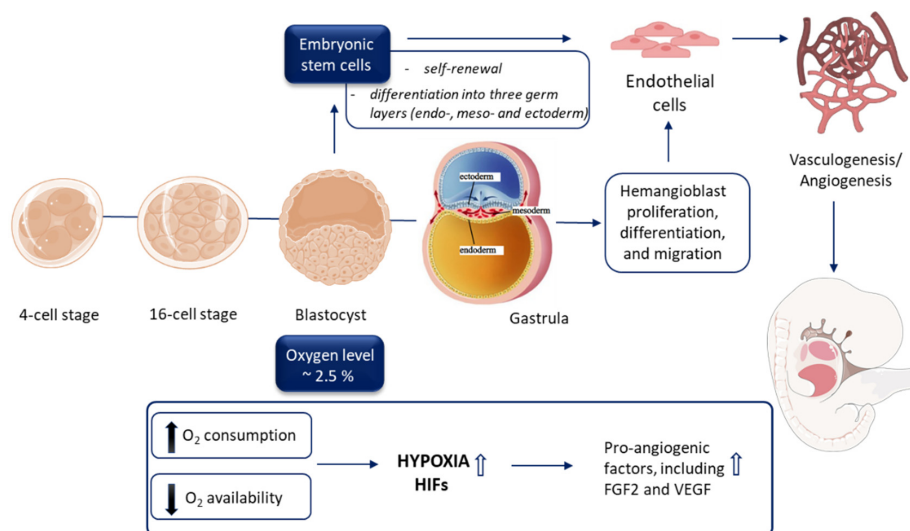 Embryonic
stem cells
- self-renewal
- differentiation into three germ
layers (endo-, meso- and ectoderm)
Endothelial
cells
Vasculogenesis/
Angiogenesis
ectoderm
mesoderm
endoderm
Hemangioblast
proliferation,
differentiation,
and migration
4-cell stage
16-cell stage
Blastocyst
Gastrula
Oxygen level
~ 2.5 %
O₂ consumption
O₂ availability
HYPOXIA
HIFs
Pro-angiogenic
factors, including
FGF2 and VEGF